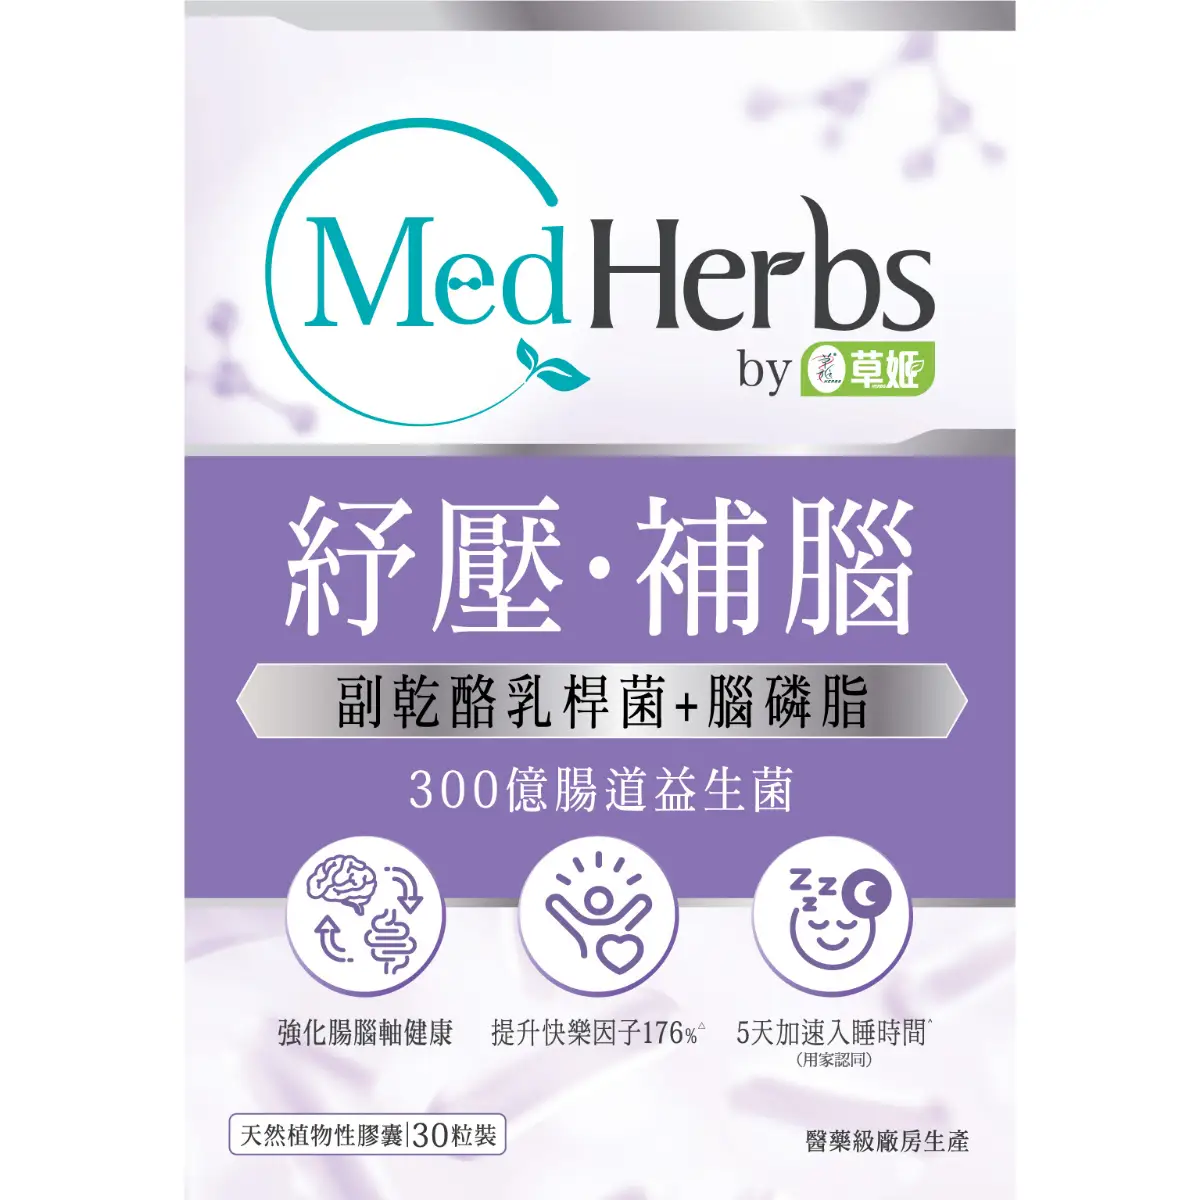 MedHerbs
by 草姬
紓壓·補腦
副乾酪乳桿菌+腦磷脂
300億腸道益生菌
強化腸腦軸健康
提升快樂因子176%△
5天加速入睡時間^
(用家認同)
天然植物性膠囊|30粒裝
醫藥級廠房生產